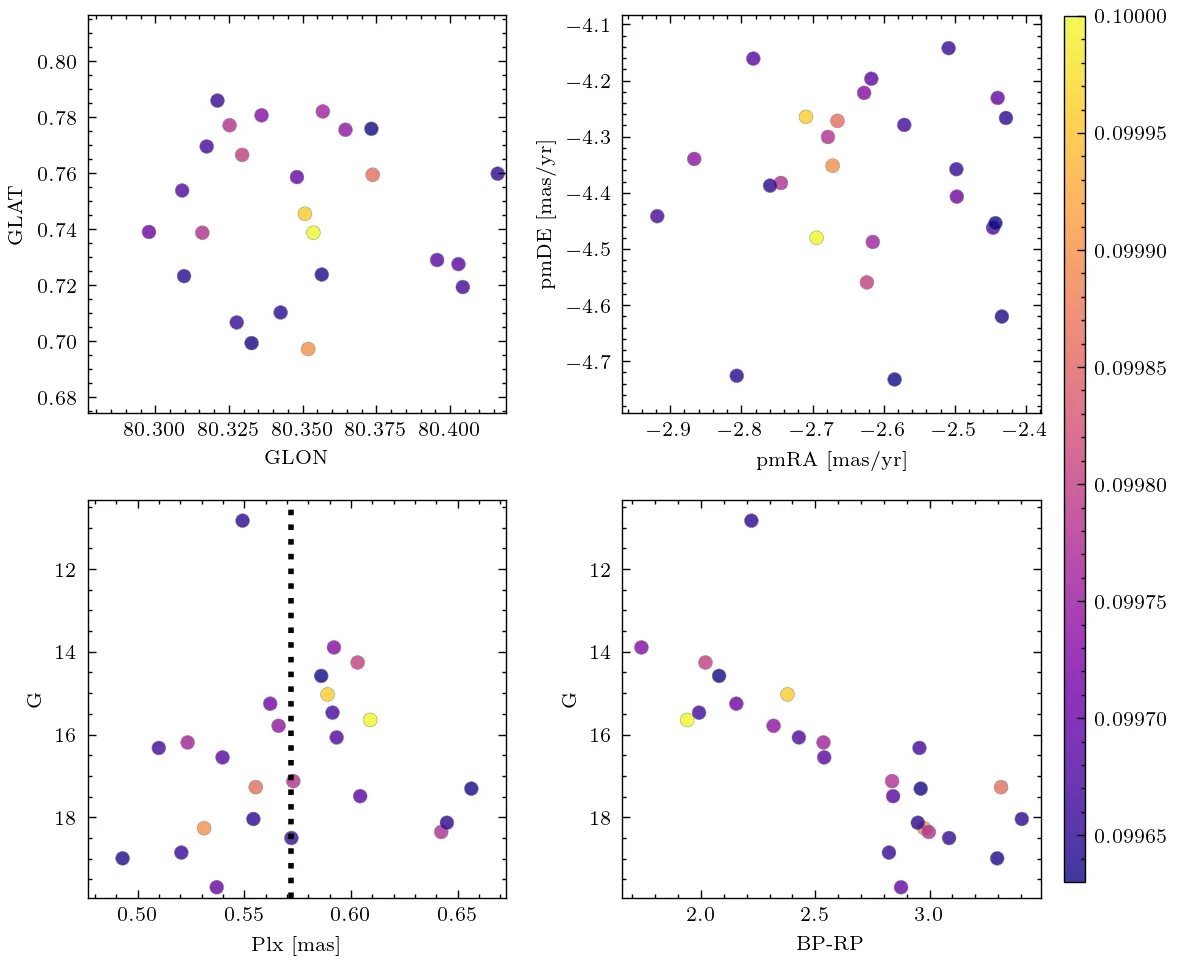 0.80
0.78
0.76
0.74
0.72
0.70
0.68
GLAT
80.300 80.325 80.350 80.375 80.400
GLON
−4.1
−4.2
−4.3
−4.4
−4.5
−4.6
−4.7
pmDE [mas/yr]
−2.9 −2.8 −2.7 −2.6 −2.5 −2.4
pmRA [mas/yr]
12
14
16
18
G
0.50 0.55 0.60 0.65
Plx [mas]
12
14
16
18
G
2.0 2.5 3.0
BP-RP
0.10000
0.09995
0.09990
0.09985
0.09980
0.09975
0.09970
0.09965